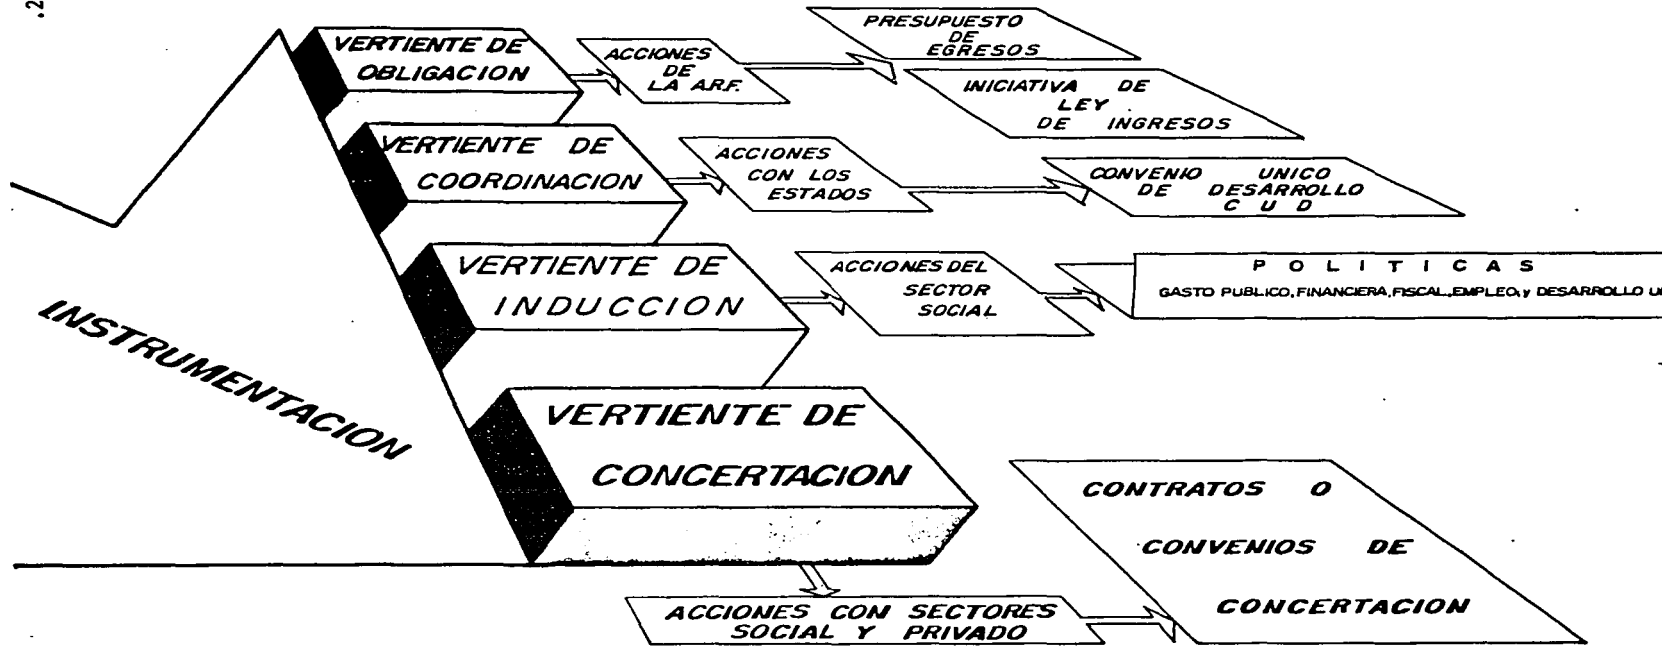 .2
VERTIENTE DE
OBLIGACION
ACCIONES
DE
LA A.R.F.
PRESUPUESTO
DE
EGRESOS
INICIATIVA DE
LEY
DE INGRESOS
VERTIENTE DE
COORDINACION
ACCIONES
CON LOS
ESTADOS
CONVENIO UNICO
DE DESARROLLO
C U D
VERTIENTE DE
INDUCCION
ACCIONES DEL
SECTOR
SOCIAL
P O L I T I C A S
GASTO PUBLICO, FINANCIERA, FISCAL, EMPLEO, y DESARROLLO
INSTRUMENTACION
VERTIENTE DE
CONCERTACION
ACCIONES CON SECTORES
SOCIAL Y PRIVADO
CONTRATOS O
CONVENIOS DE
CONCERTACION